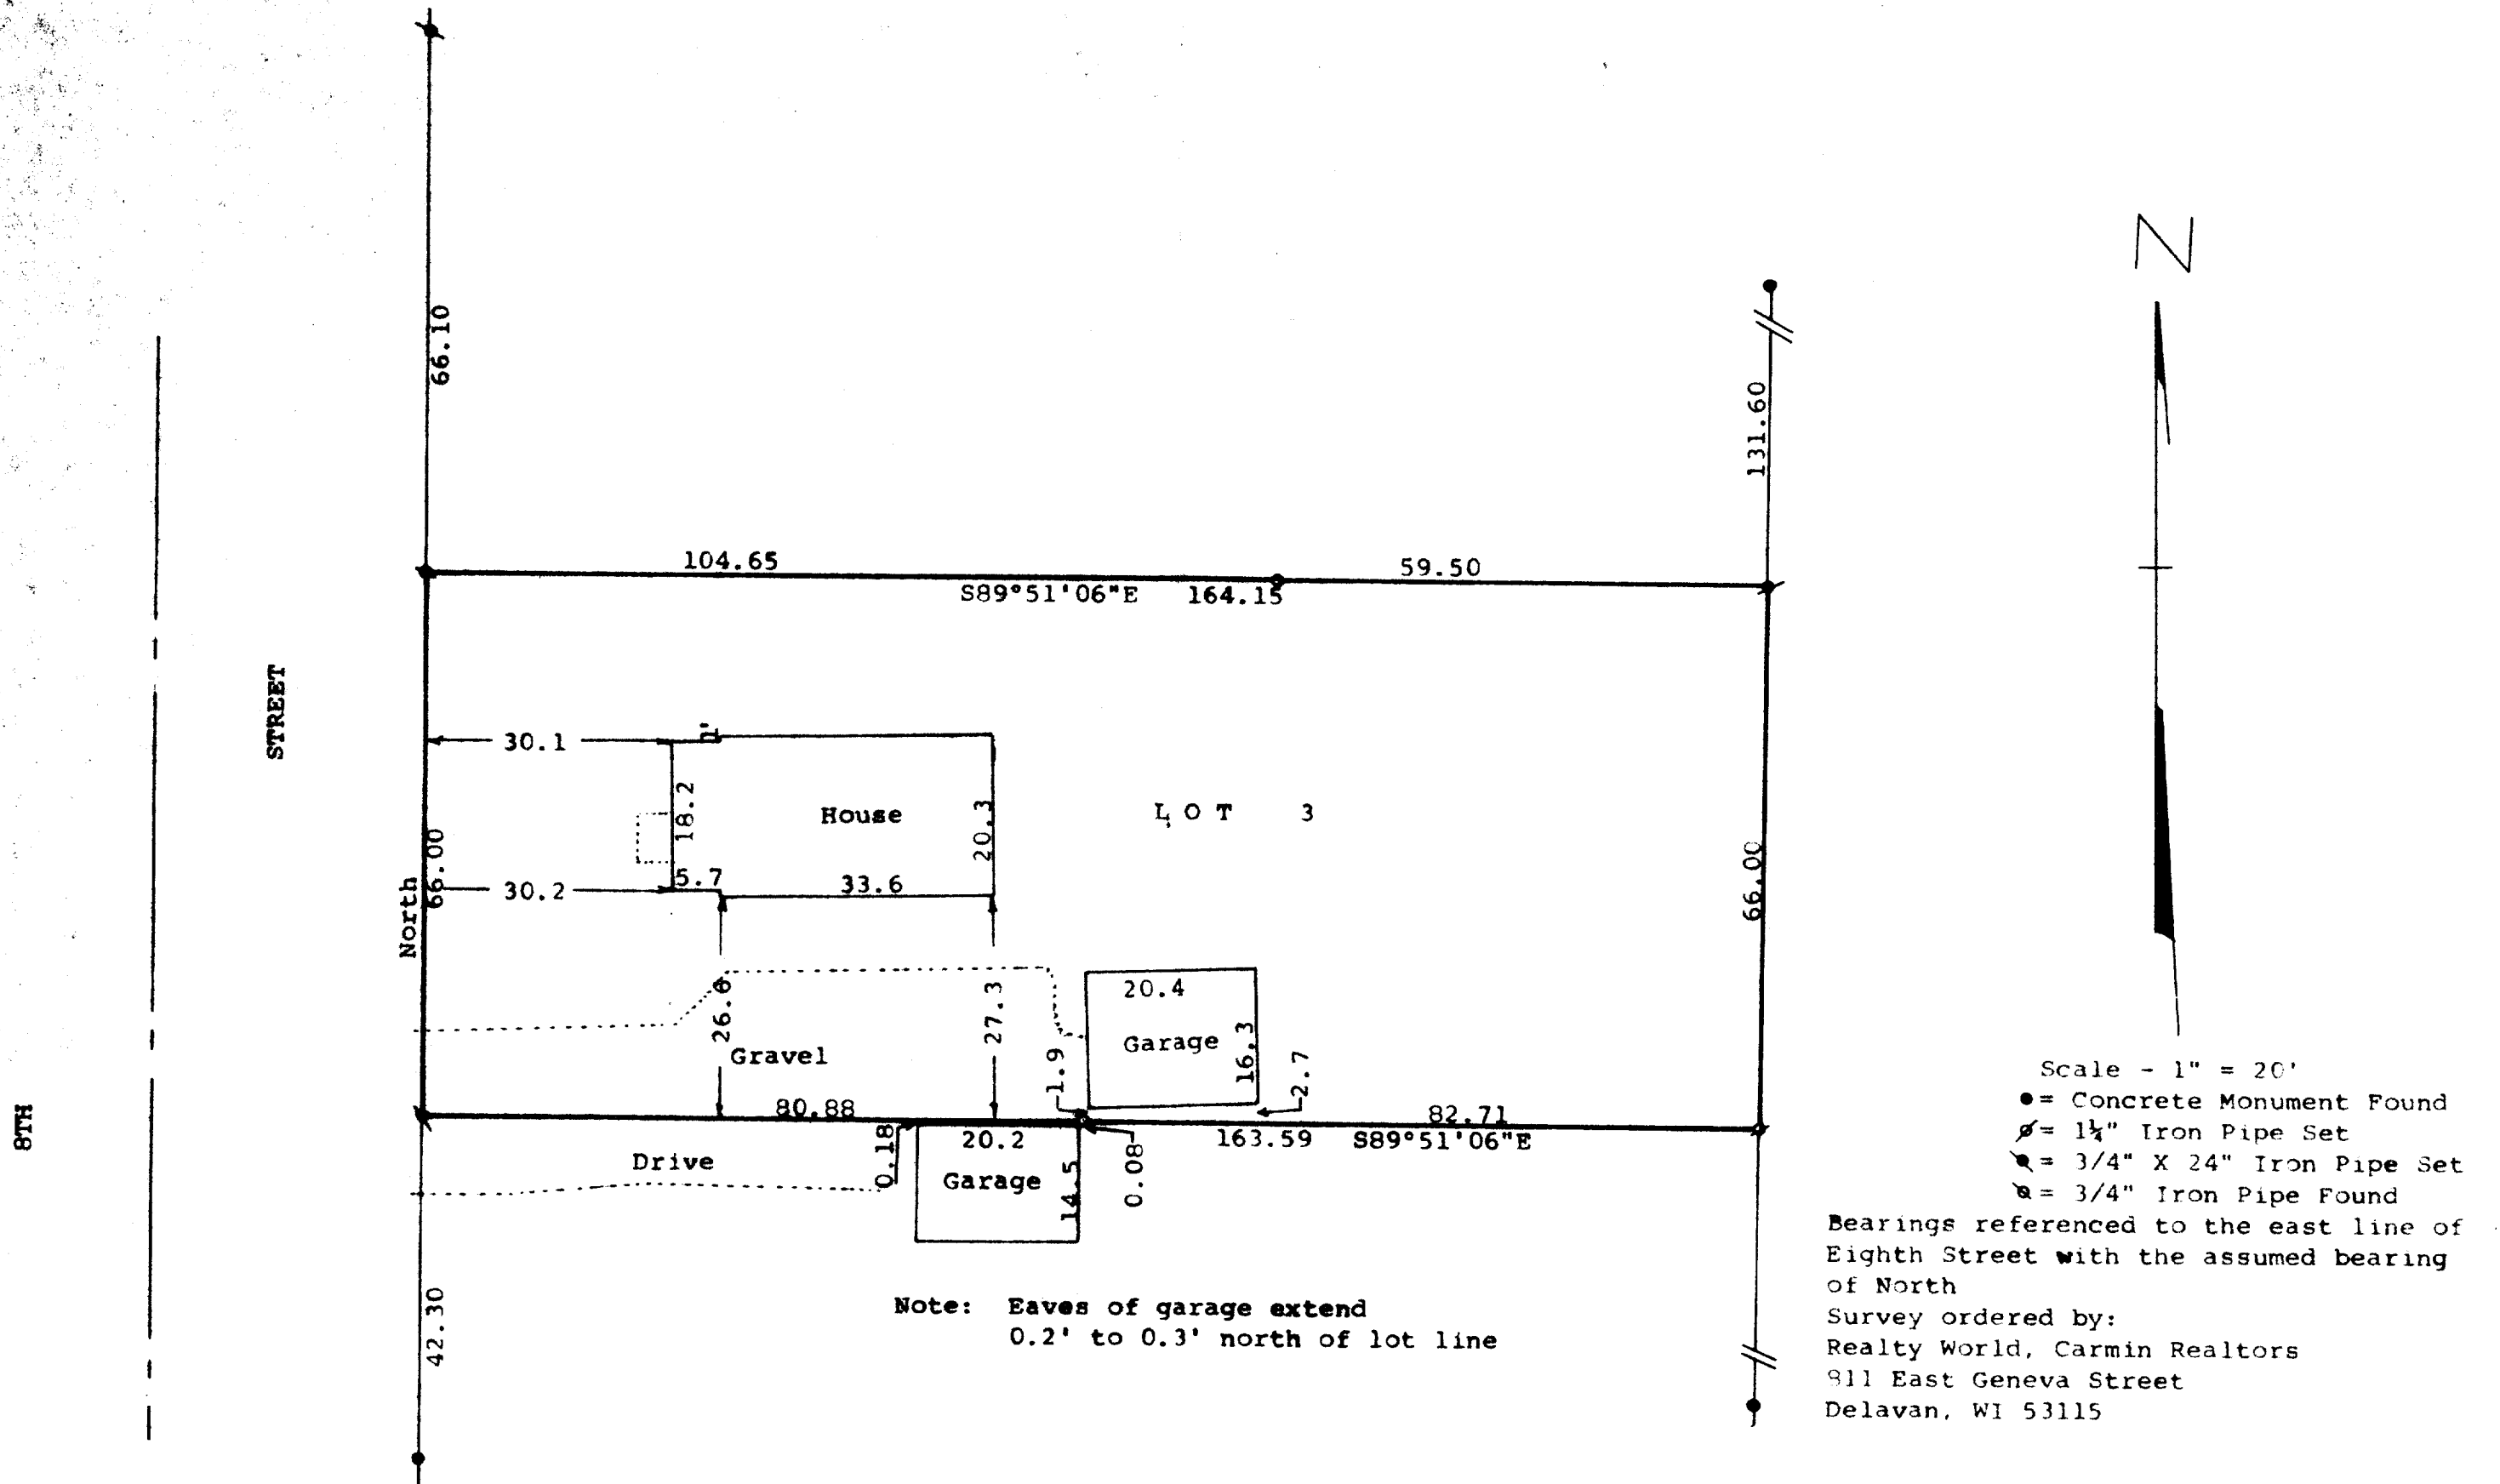 N
66.10
131.60
104.65
59.50
S89°51'06"E 164.15
STREET
30.1
1'
18.2
House
20.3
LOT 3
66.00
66.00
North
30.2
5.7
33.6
26.6
27.3
Gravel
1.9
20.4
Garage
16.3
2.7
80.88
82.71
163.59 S89°51'06"E
8TH
Drive
0.18
20.2
Garage
14.5
0.08
42.30
Note: Eaves of garage extend
0.2' to 0.3' north of lot line
Scale - 1" = 20'
= Concrete Monument Found
= 1¼" Iron Pipe Set
= 3/4" X 24" Iron Pipe Set
= 3/4" Iron Pipe Found
Bearings referenced to the east line of
Eighth Street with the assumed bearing
of North
Survey ordered by:
Realty World, Carmin Realtors
811 East Geneva Street
Delavan, WI 53115